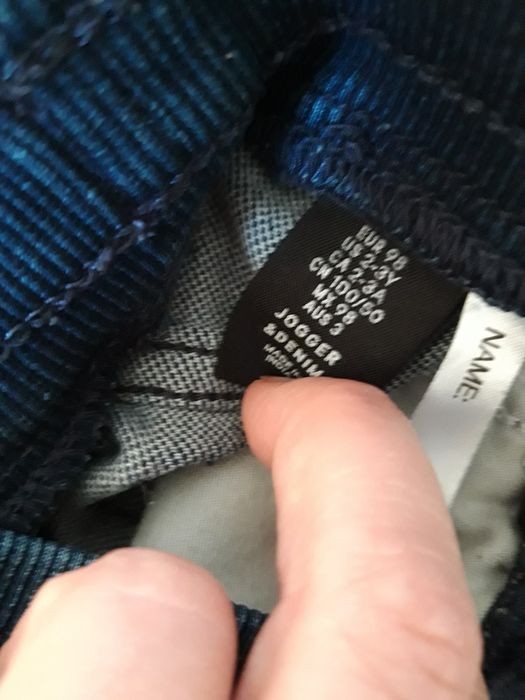 EUR 98
US 2-3Y
CA 2-3A
CN 100/50
MX 98
AUS 3
JOGGER
&DENIM
NAME: